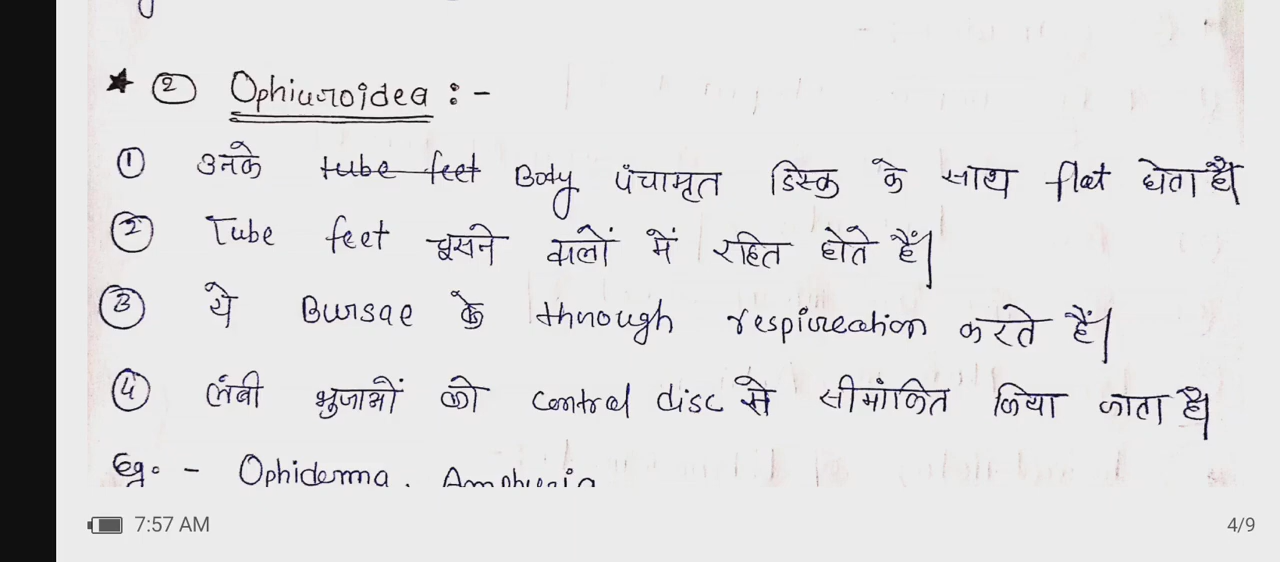 ★ ② Ophiuroidea :-
① उनके tube feet Body पंचामृत डिस्क के साथ flat होता है।
② Tube feet चूसने वालों में रहित होते हैं।
③ ये Bursae के through respiration करते हैं।
④ लंबी भुजाओं को central disc से सीमांकित किया जाता है।
Eg. - Ophiderma, Amphuria
7:57 AM
4/9